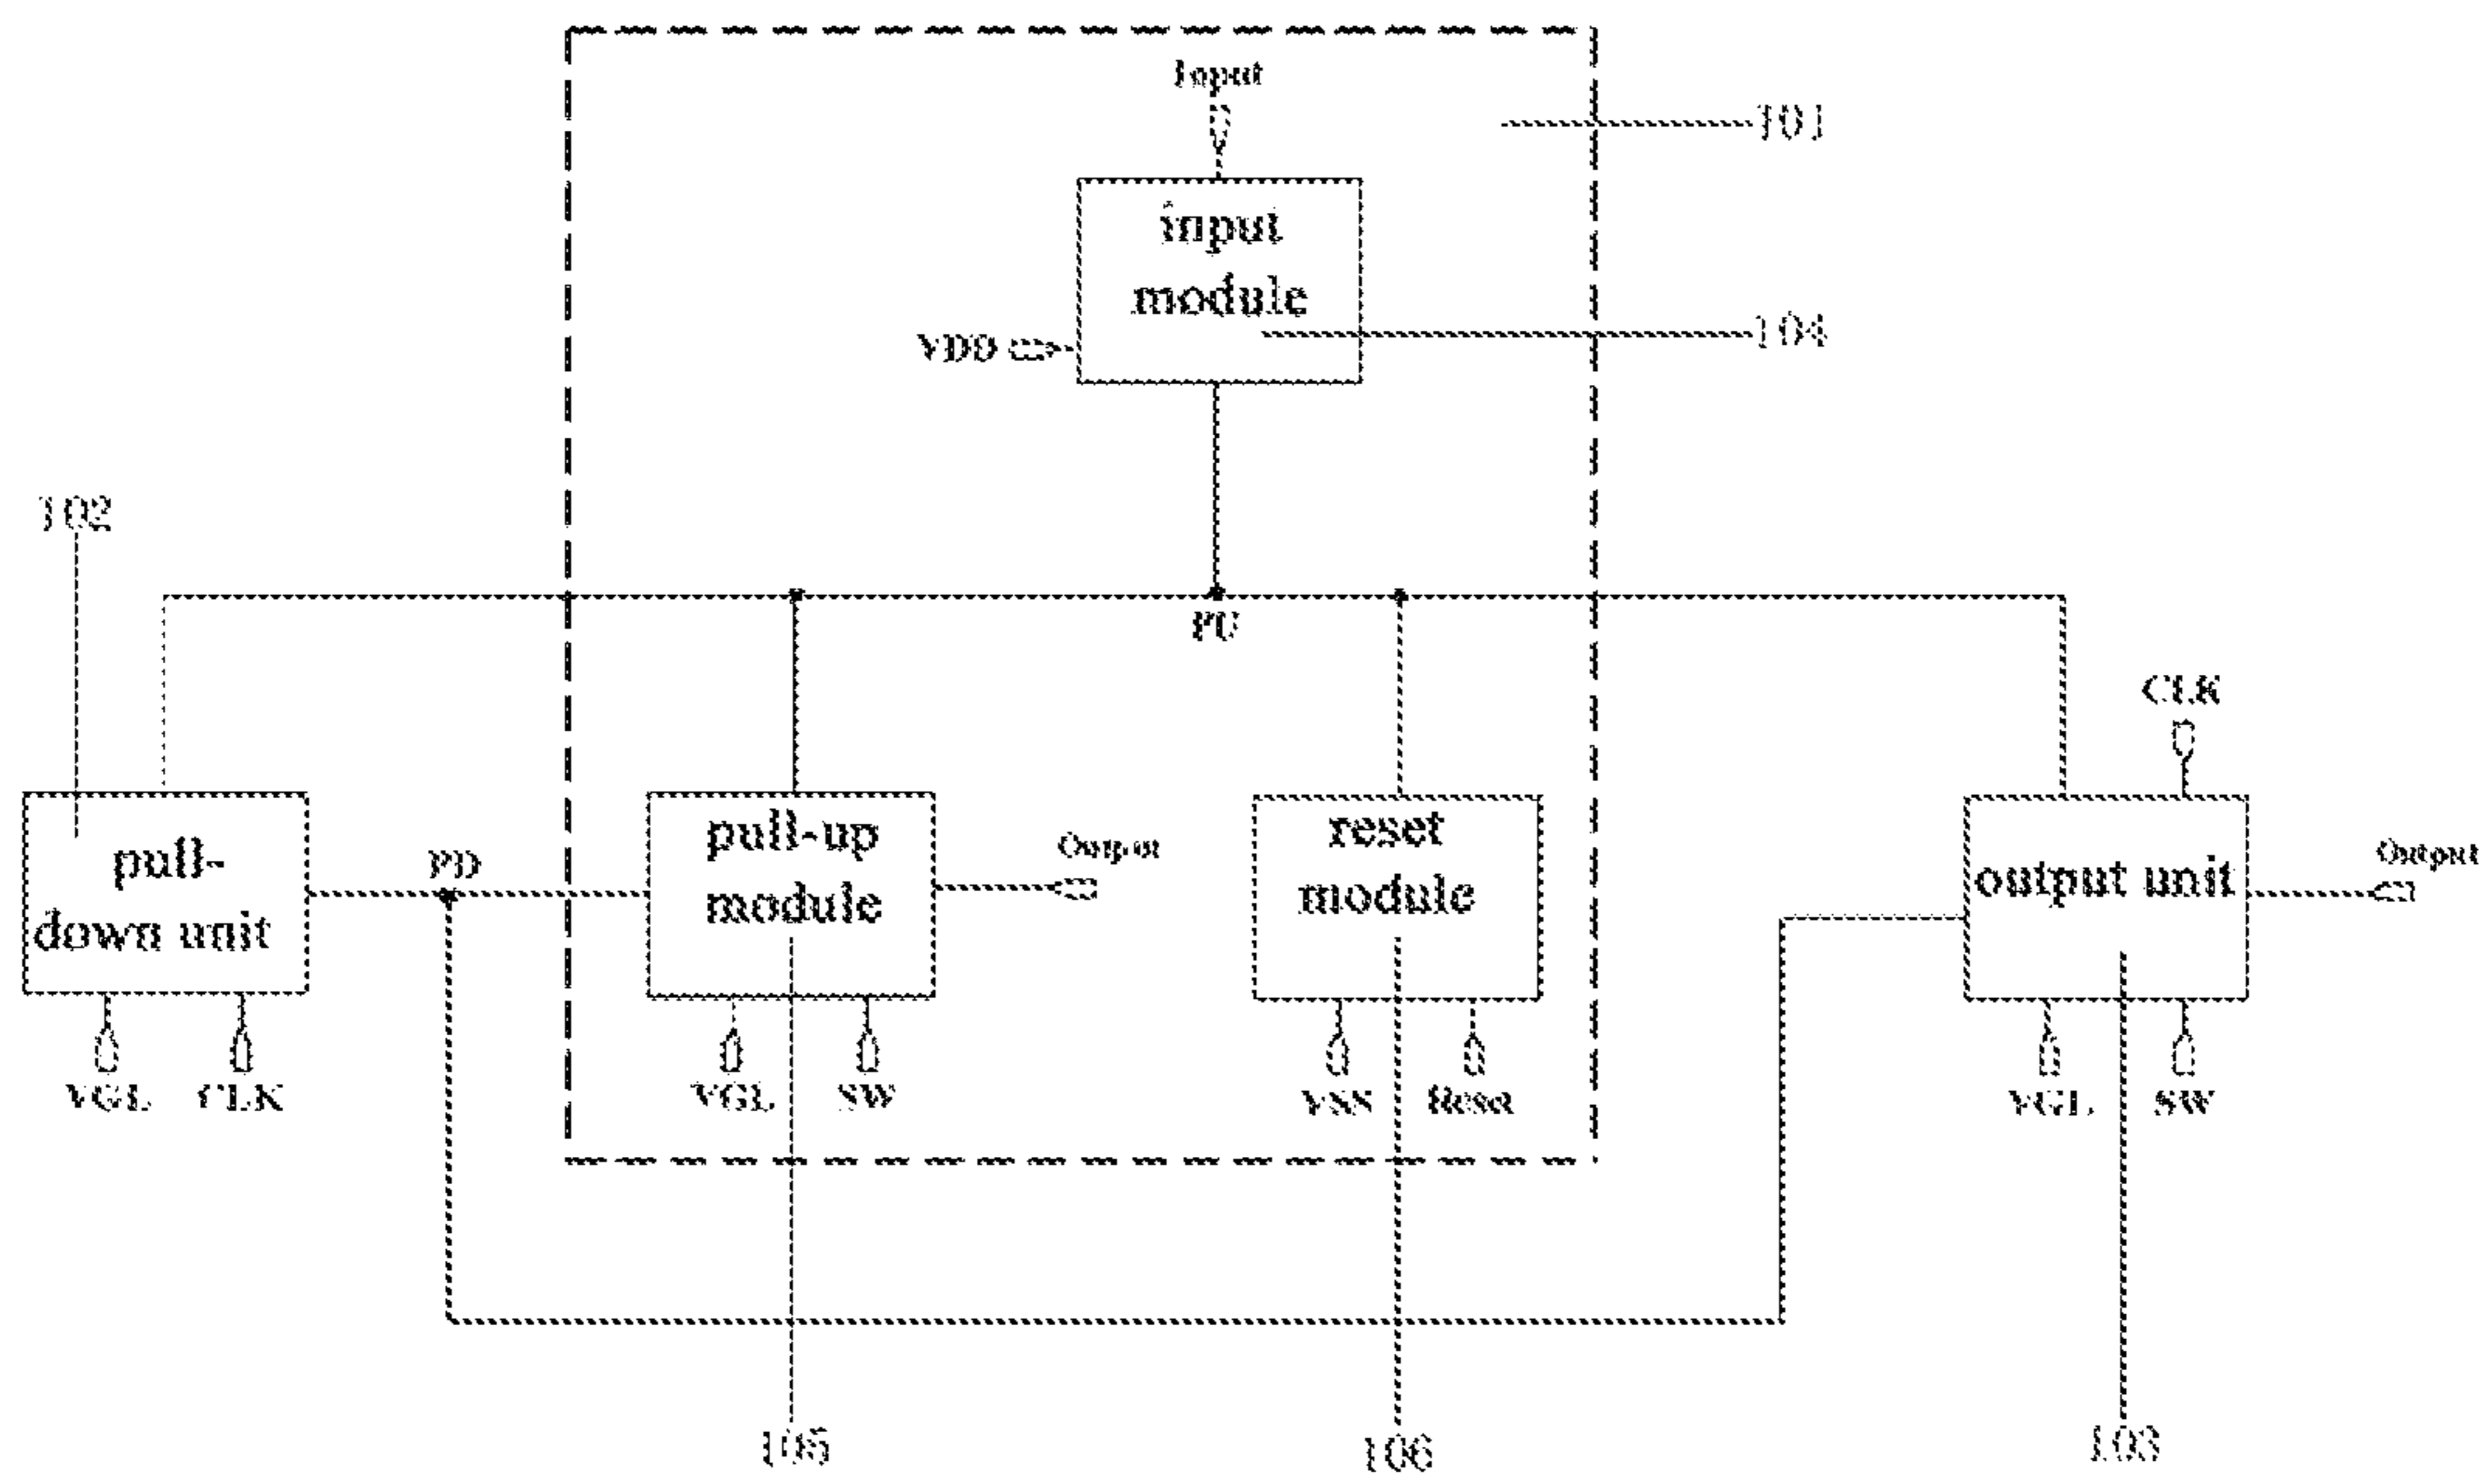 Input
101
input
module
VDD
104
102
PU
CLK
pull-
down unit
PD
pull-up
module
Output
reset
module
output unit
Output
VGL
CLK
VGL
SW
VSS
Reset
VGL
SW
105
106
103